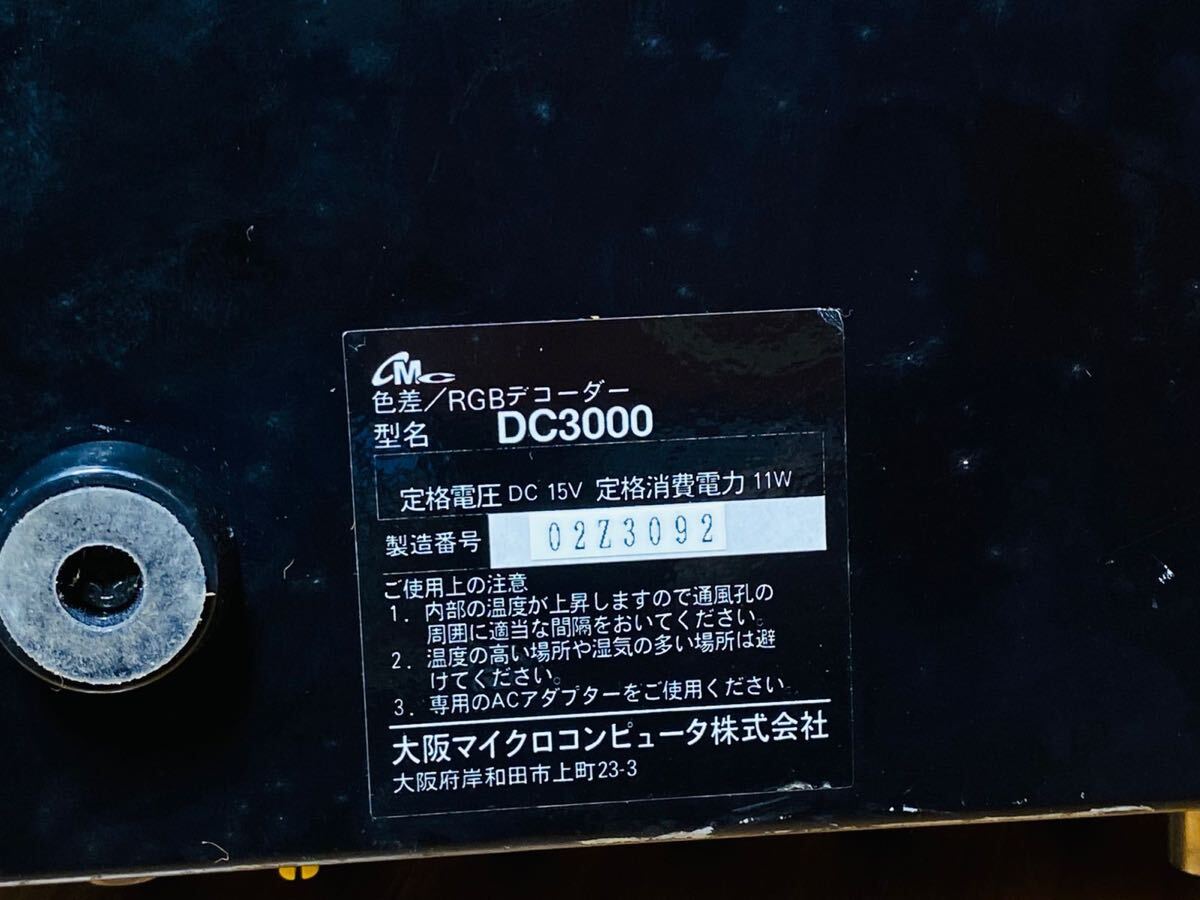 OMC
色差／RGBデコーダー
型名 DC3000
定格電圧 DC 15V 定格消費電力 11W
製造番号 02Z3092
ご使用上の注意
1. 内部の温度が上昇しますので通風孔の
周囲に適当な間隔をおいてください。
2. 温度の高い場所や湿気の多い場所は避
けてください。
3. 専用のACアダプターをご使用ください。
大阪マイクロコンピュータ株式会社
大阪府岸和田市上町23-3